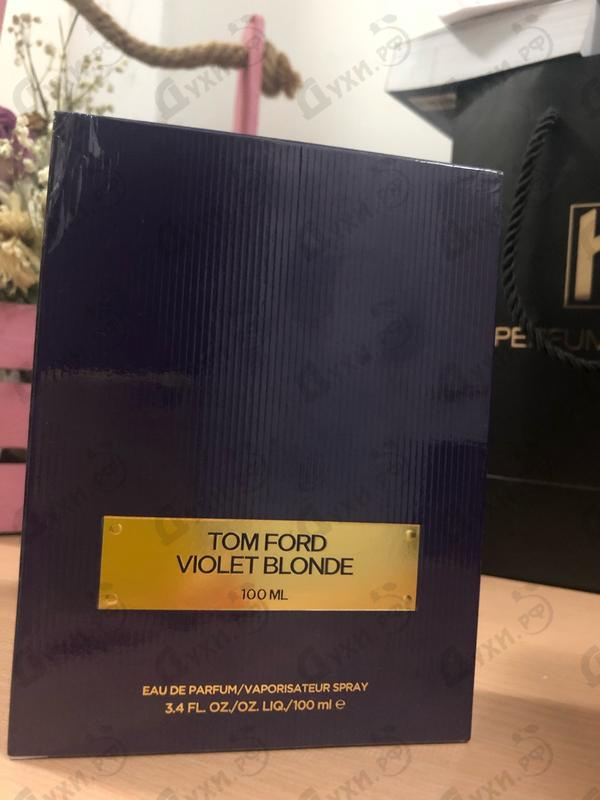 TOM FORD
VIOLET BLONDE
100 ML
EAU DE PARFUM/VAPORISATEUR SPRAY
3.4 FL. OZ./OZ. LIQ./100 ml ℮
Духи.РФ